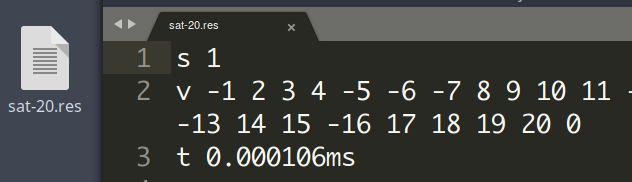 sat-20.res
sat-20.res
1 s 1
2 v -1 2 3 4 -5 -6 -7 8 9 10 11
-13 14 15 -16 17 18 19 20 0
3 t 0.000106ms